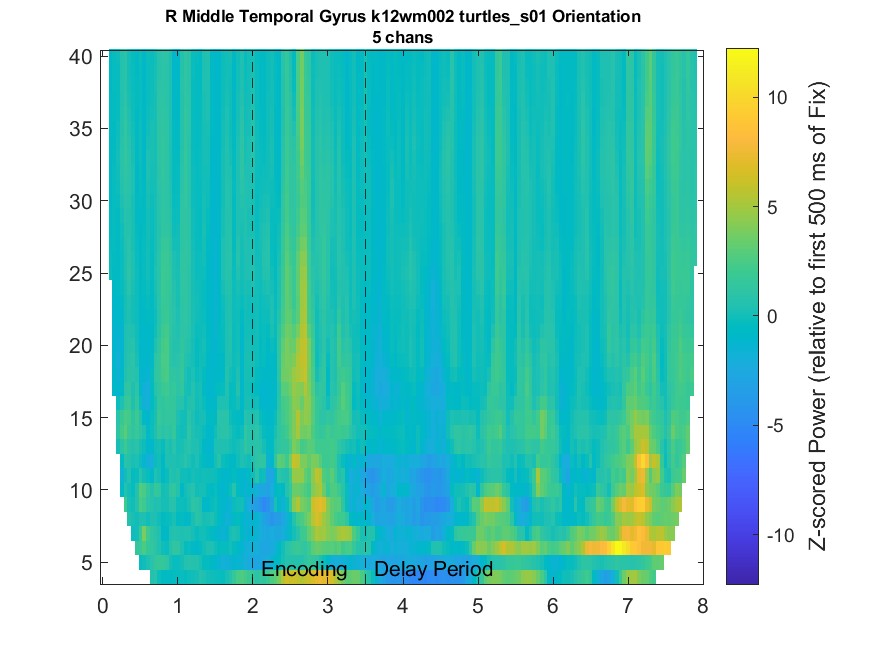 R Middle Temporal Gyrus k12wm002 turtles_s01 Orientation
5 chans
40
35
30
25
20
15
10
5
0 1 2 3 4 5 6 7 8
Encoding
Delay Period
10
5
0
-5
-10
Z-scored Power (relative to first 500 ms of Fix)